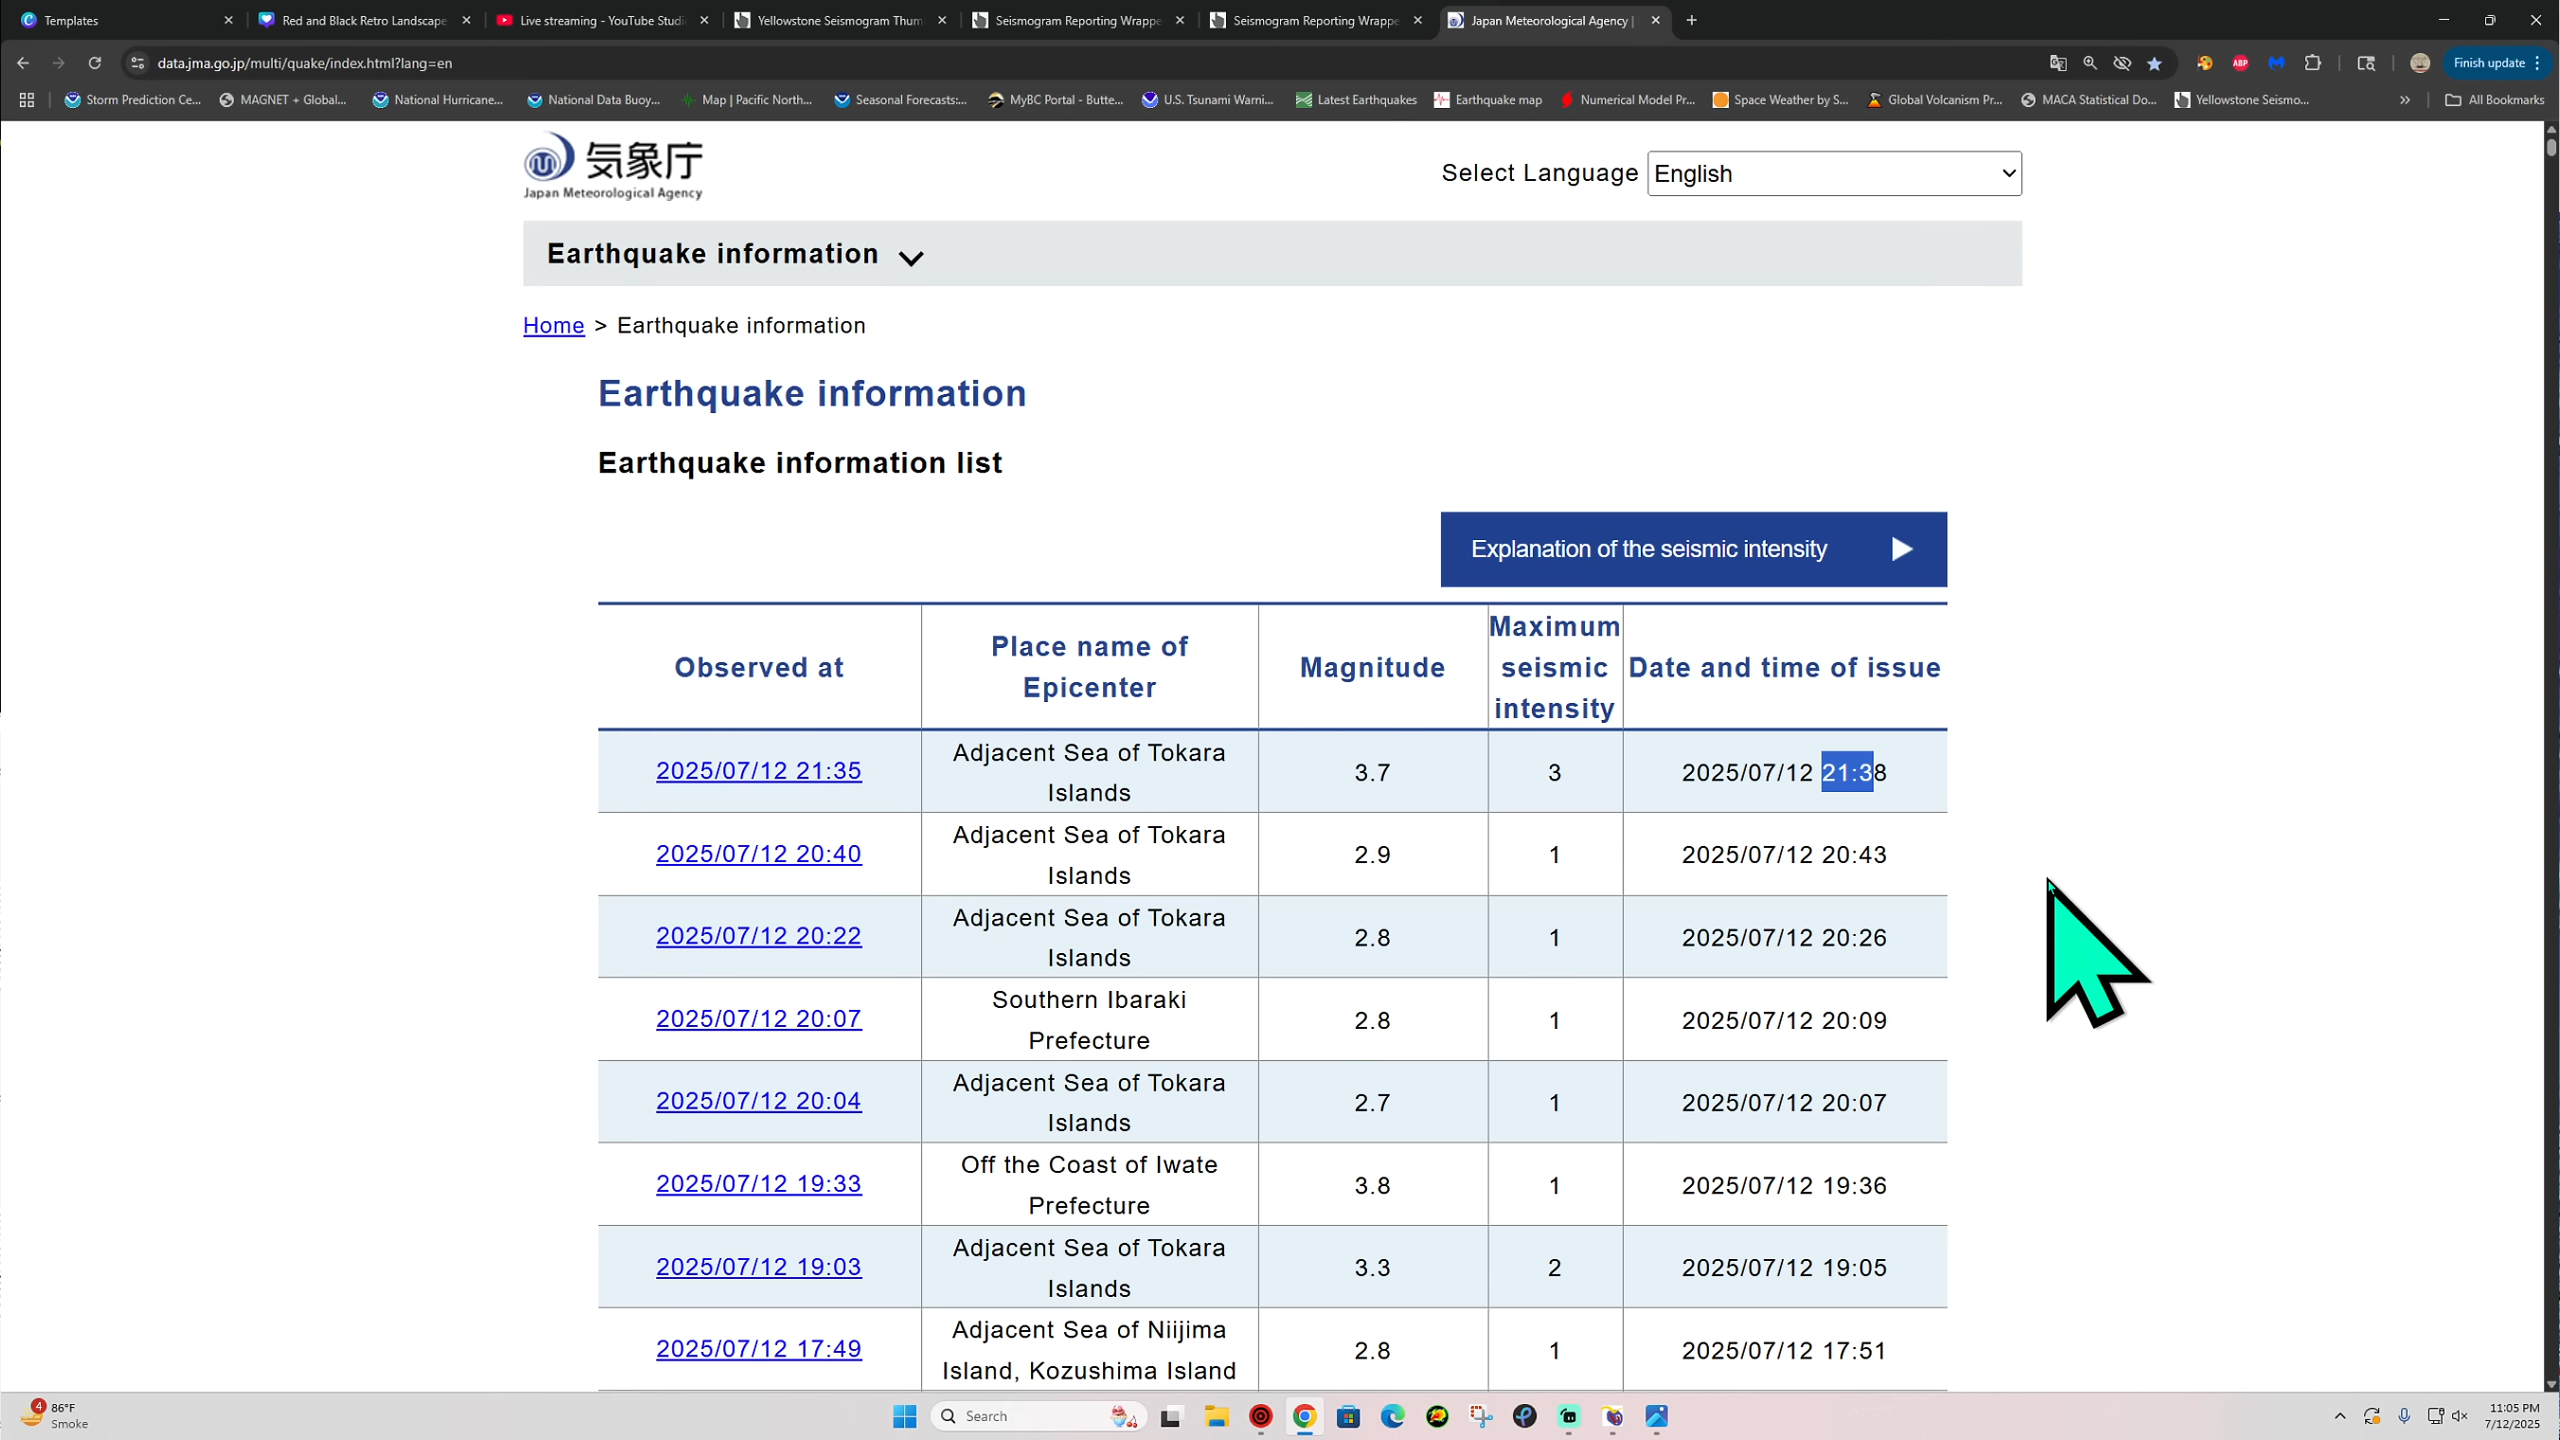 Templates
Red and Black Retro Landscape
Live streaming - YouTube Studi
Yellowstone Seismogram Thum
Seismogram Reporting Wrappe
Seismogram Reporting Wrappe
Japan Meteorological Agency |
data.jma.go.jp/multi/quake/index.html?lang=en
ABP
Finish update
Storm Prediction Ce...
MAGNET + Global...
National Hurricane...
National Data Buoy...
Map | Pacific North...
Seasonal Forecasts:...
MyBC Portal - Butte...
U.S. Tsunami Warni...
Latest Earthquakes
Earthquake map
Numerical Model Pr...
Space Weather by S...
Global Volcanism Pr...
MACA Statistical Do...
Yellowstone Seismo...
All Bookmarks
気象庁
Japan Meteorological Agency
Select Language
English
Earthquake information
Home > Earthquake information
Earthquake information
Earthquake information list
Explanation of the seismic intensity
Observed at
Place name of
Epicenter
Magnitude
Maximum
seismic
intensity
Date and time of issue
2025/07/12 21:35
Adjacent Sea of Tokara
Islands
3.7
3
2025/07/12 21:38
2025/07/12 20:40
Adjacent Sea of Tokara
Islands
2.9
1
2025/07/12 20:43
2025/07/12 20:22
Adjacent Sea of Tokara
Islands
2.8
1
2025/07/12 20:26
2025/07/12 20:07
Southern Ibaraki
Prefecture
2.8
1
2025/07/12 20:09
2025/07/12 20:04
Adjacent Sea of Tokara
Islands
2.7
1
2025/07/12 20:07
2025/07/12 19:33
Off the Coast of Iwate
Prefecture
3.8
1
2025/07/12 19:36
2025/07/12 19:03
Adjacent Sea of Tokara
Islands
3.3
2
2025/07/12 19:05
2025/07/12 17:49
Adjacent Sea of Niijima
Island, Kozushima Island
2.8
1
2025/07/12 17:51
4
86°F
Smoke
Search
11:05 PM
7/12/2025